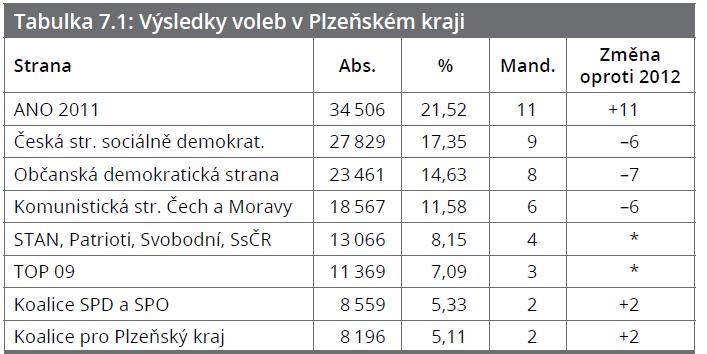 Tabulka 7.1: Výsledky voleb v Plzeňském kraji
Strana Abs. % Mand. Změna oproti 2012
ANO 2011 34 506 21,52 11 +11
Česká str. sociálně demokrat. 27 829 17,35 9 –6
Občanská demokratická strana 23 461 14,63 8 –7
Komunistická str. Čech a Moravy 18 567 11,58 6 –6
STAN, Patrioti, Svobodní, SsČR 13 066 8,15 4 *
TOP 09 11 369 7,09 3 *
Koalice SPD a SPO 8 559 5,33 2 +2
Koalice pro Plzeňský kraj 8 196 5,11 2 +2